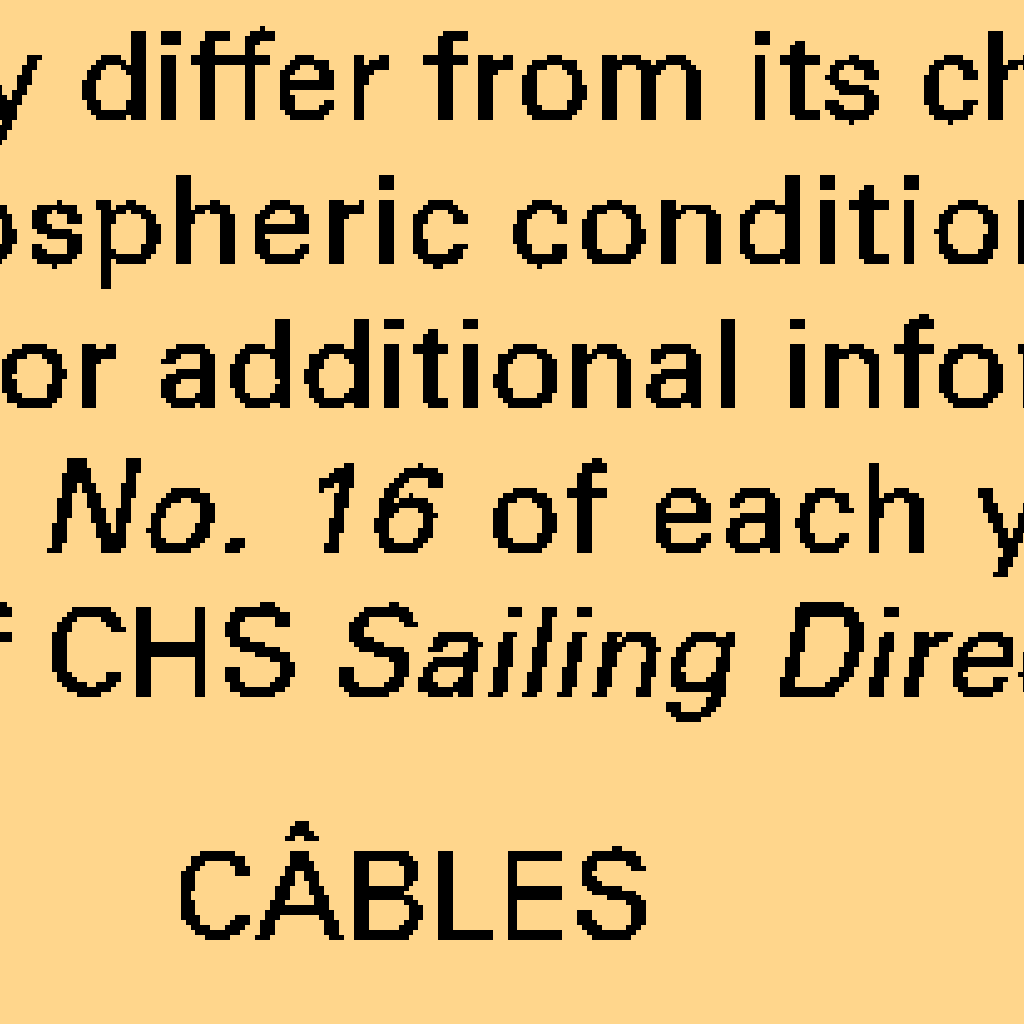 y differ from its ch
ospheric condition
or additional infor
No. 16 of each y
f CHS Sailing Dire
CÂBLES